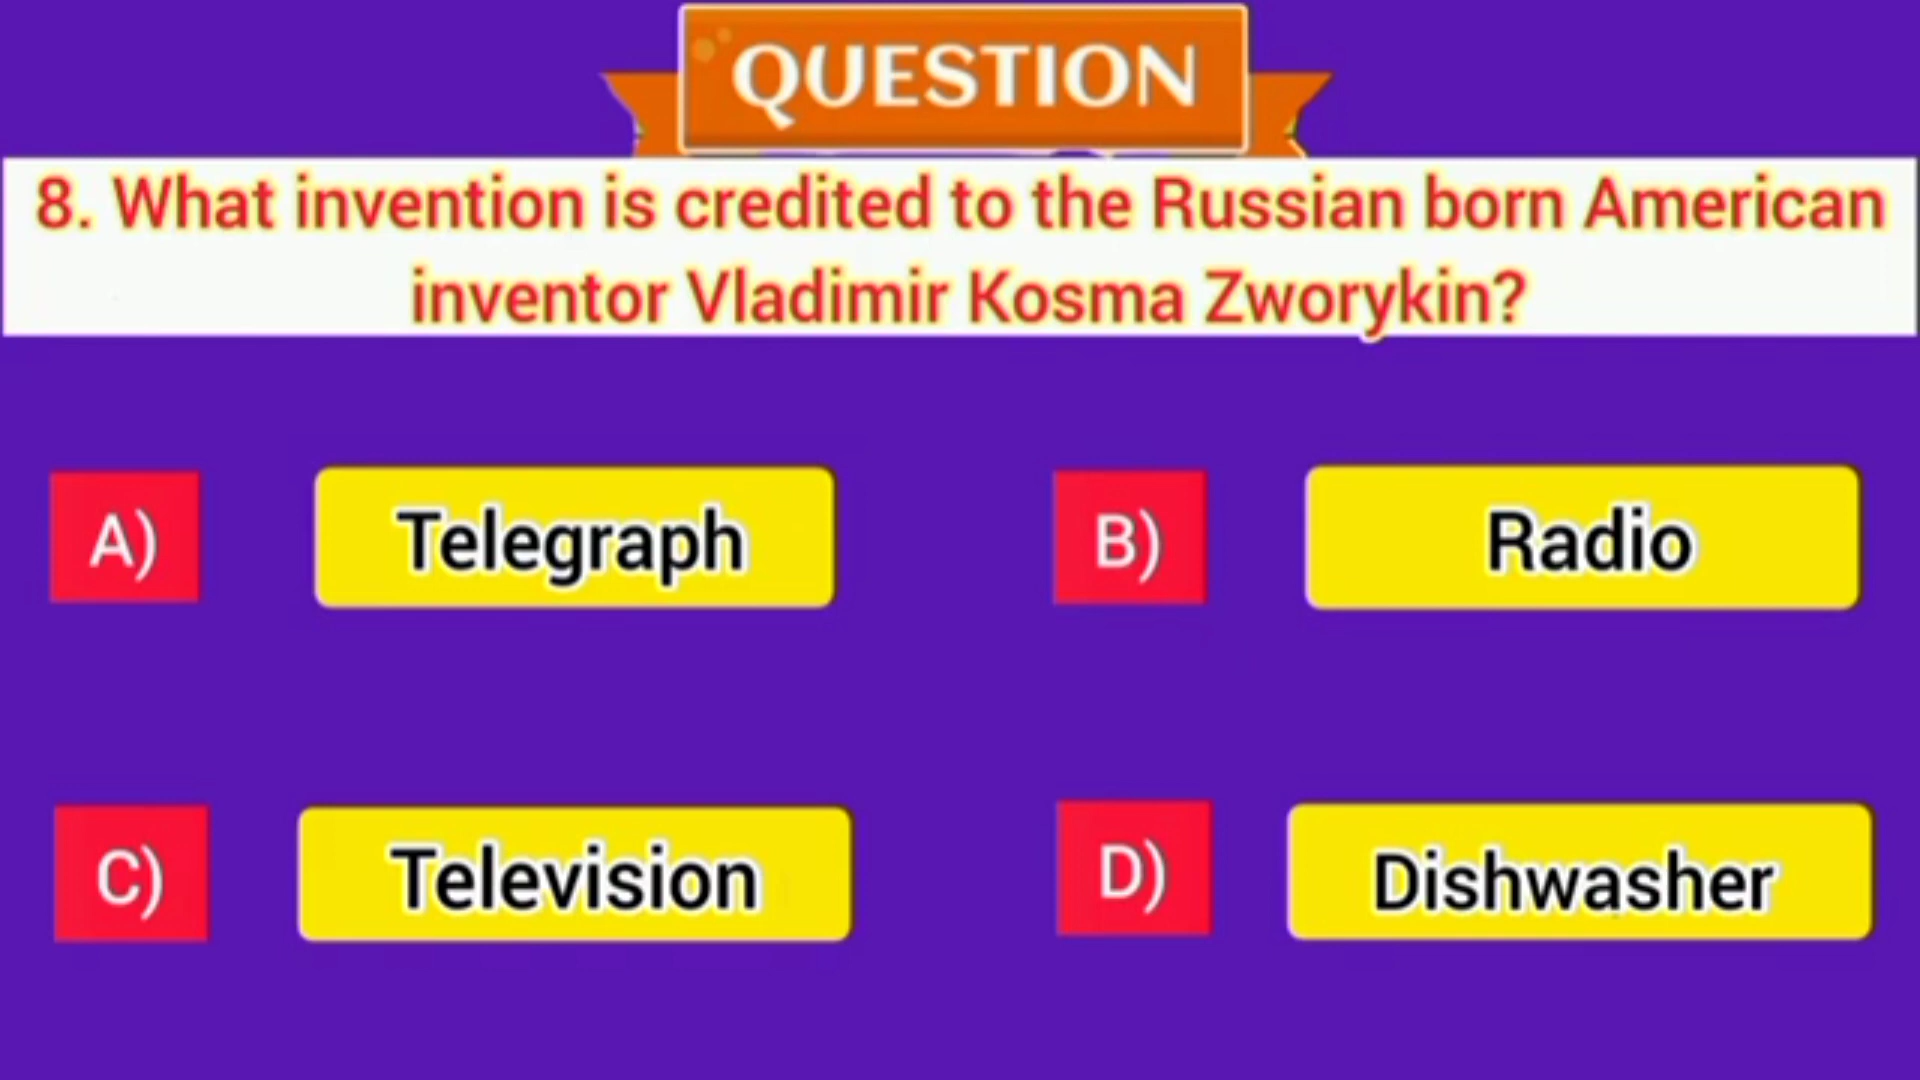 QUESTION
8. What invention is credited to the Russian born American
inventor Vladimir Kosma Zworykin?
A) Telegraph
B) Radio
C) Television
D) Dishwasher